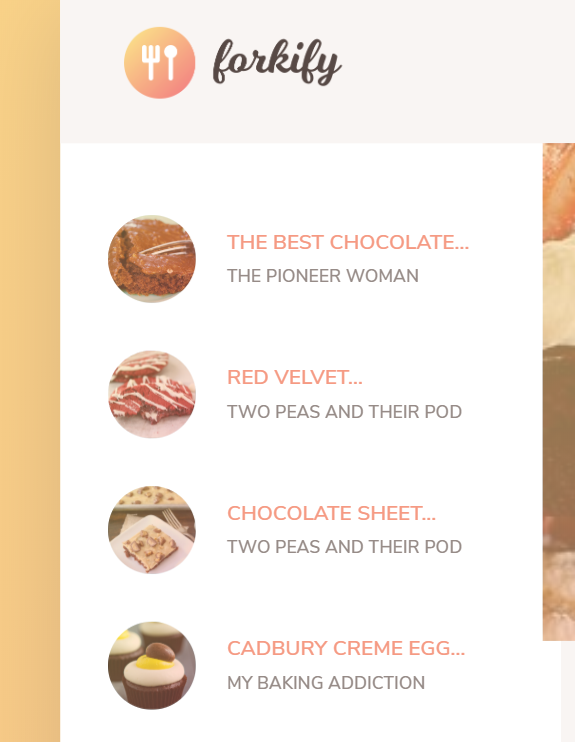 forkify
THE BEST CHOCOLATE...
THE PIONEER WOMAN
RED VELVET...
TWO PEAS AND THEIR POD
CHOCOLATE SHEET...
TWO PEAS AND THEIR POD
CADBURY CREME EGG...
MY BAKING ADDICTION